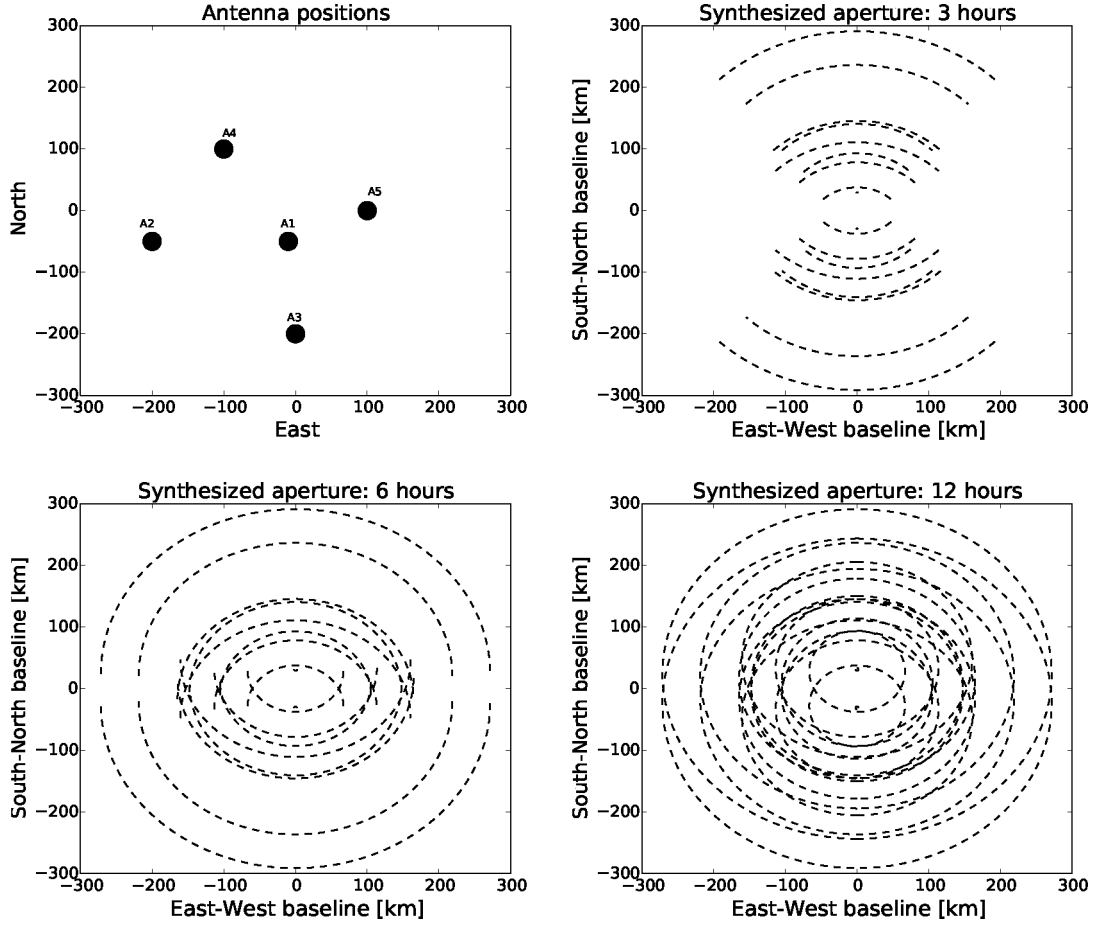 Antenna positions
300
200
100
0
−100
−200
−300
North
A4
A5
A2
A1
A3
−300 −200 −100 0 100 200 300
East
Synthesized aperture: 3 hours
300
200
100
0
−100
−200
−300
South-North baseline [km]
−300 −200 −100 0 100 200 300
East-West baseline [km]
Synthesized aperture: 6 hours
300
200
100
0
−100
−200
−300
South-North baseline [km]
−300 −200 −100 0 100 200 300
East-West baseline [km]
Synthesized aperture: 12 hours
300
200
100
0
−100
−200
−300
South-North baseline [km]
−300 −200 −100 0 100 200 300
East-West baseline [km]